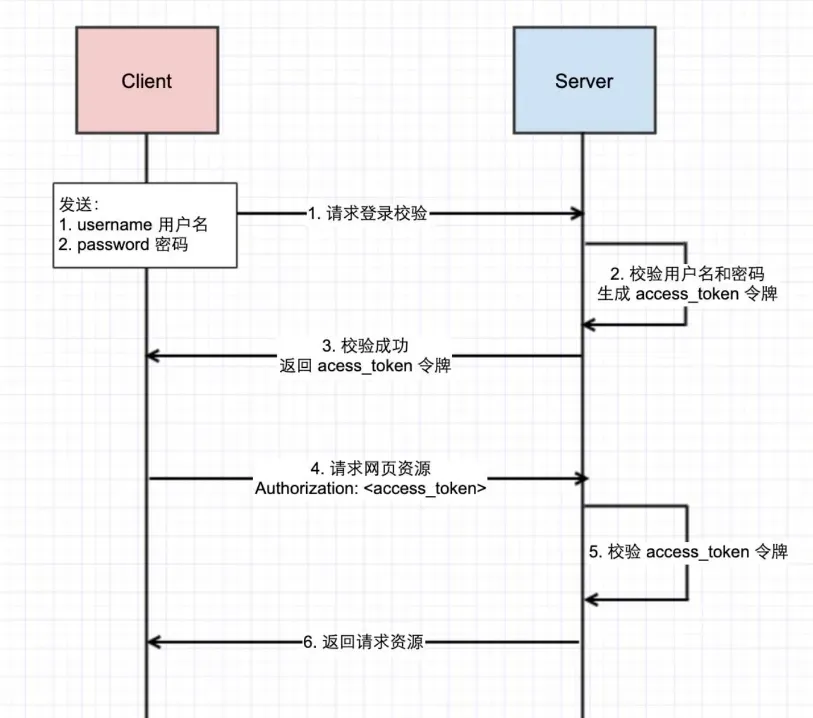 Client
Server
发送：
1. username 用户名
2. password 密码
1. 请求登录校验
2. 校验用户名和密码
生成 access_token 令牌
3. 校验成功
返回 acess_token 令牌
4. 请求网页资源
Authorization: <access_token>
5. 校验 access_token 令牌
6. 返回请求资源